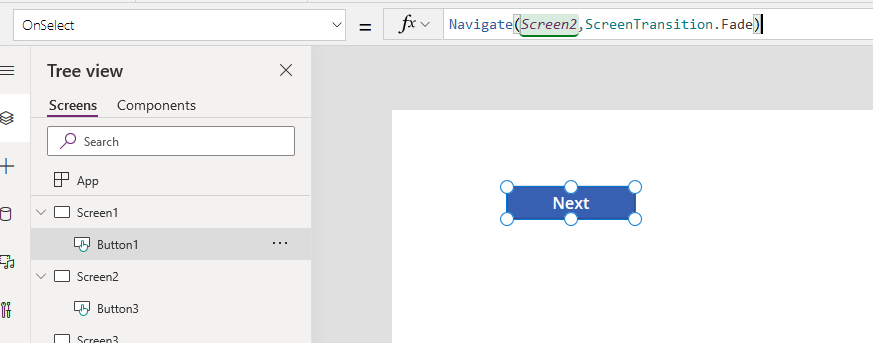 OnSelect = fx Navigate(Screen2,ScreenTransition.Fade)
Tree view
Screens Components
Search
App
Screen1
Button1 ...
Screen2
Button3
Screen3
Next